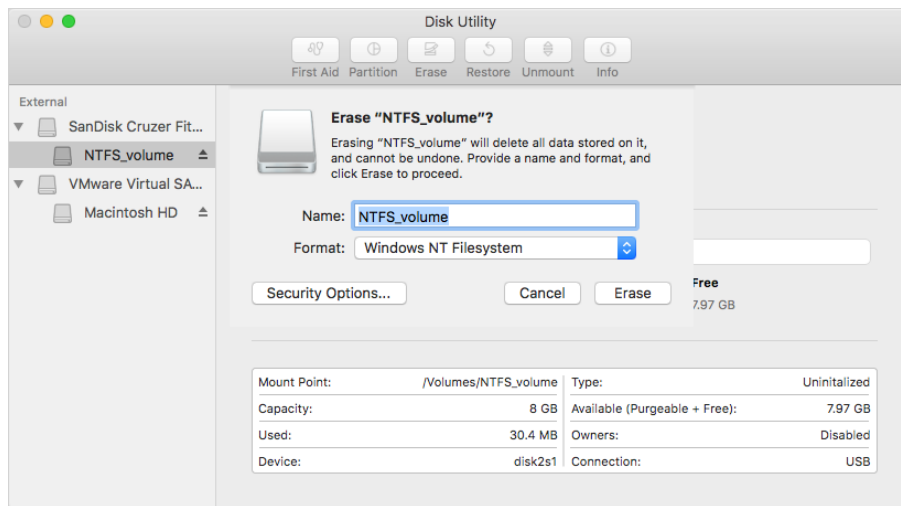 Disk Utility
First Aid Partition Erase Restore Unmount Info
External
SanDisk Cruzer Fit...
NTFS_volume
VMware Virtual SA...
Macintosh HD
Erase “NTFS_volume”?
Erasing “NTFS_volume” will delete all data stored on it,
and cannot be undone. Provide a name and format, and
click Erase to proceed.
Name: NTFS_volume
Format: Windows NT Filesystem
Security Options... Cancel Erase
Free
7.97 GB
Mount Point: /Volumes/NTFS_volume Type: Uninitalized
Capacity: 8 GB Available (Purgeable + Free): 7.97 GB
Used: 30.4 MB Owners: Disabled
Device: disk2s1 Connection: USB